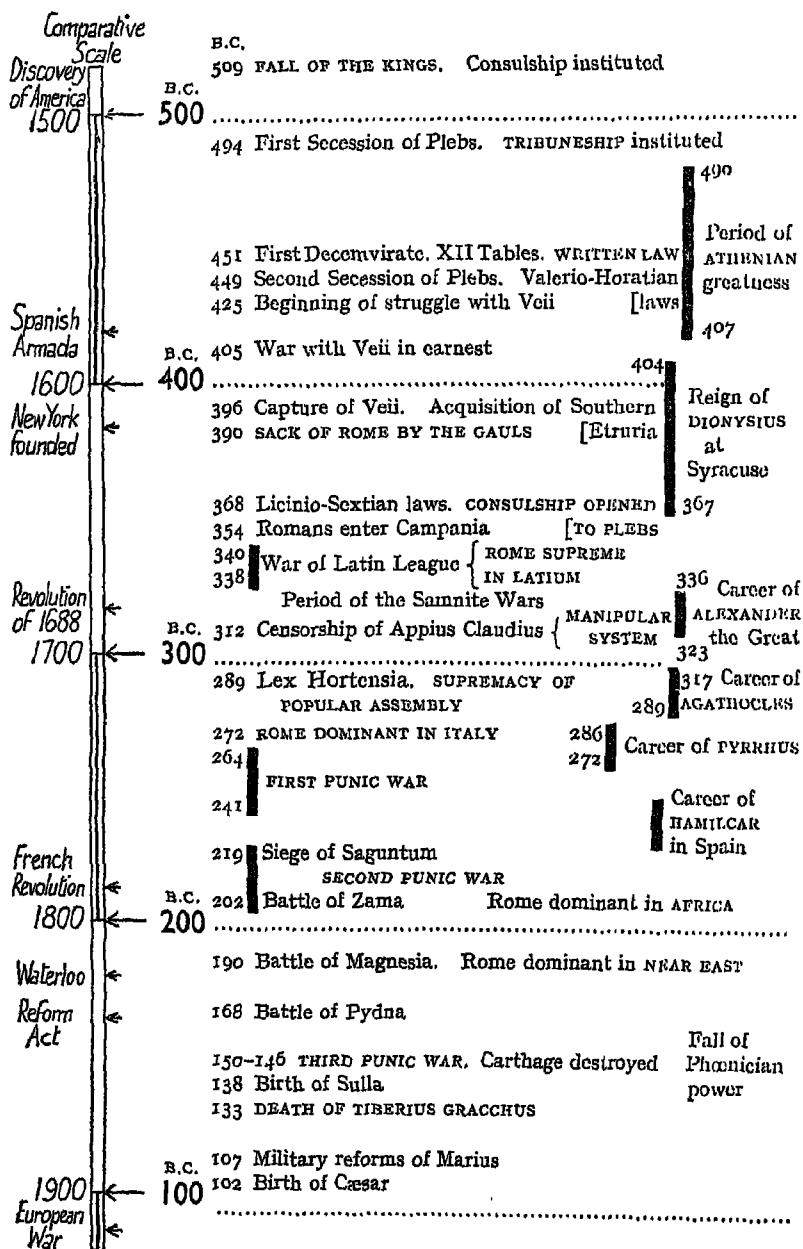 Comparative
Scale
B.C.
509 FALL OF THE KINGS. Consulship instituted
Discovery
of America
1500
B.C.
500
494 First Secession of Plebs. TRIBUNESHIP instituted
490
Period of
ATHENIAN
greatness
407
451 First Decemvirate. XII Tables. WRITTEN LAW
449 Second Secession of Plebs. Valerio-Horatian
425 Beginning of struggle with Veii [laws
Spanish
Armada
405 War with Veii in earnest
1600
B.C.
400
404
Reign of
DIONYSIUS
at
Syracuse
367
New York
founded
396 Capture of Veii. Acquisition of Southern
390 SACK OF ROME BY THE GAULS [Etruria
368 Licinio-Sextian laws. CONSULSHIP OPENED
354 Romans enter Campania [TO PLEBS
340
338
War of Latin League { ROME SUPREME
IN LATIUM
Period of the Samnite Wars
336 Career of
ALEXANDER
the Great
323
Revolution
of 1688
1700
B.C.
300
312 Censorship of Appius Claudius { MANIPULAR
SYSTEM
289 Lex Hortensia. SUPREMACY OF
POPULAR ASSEMBLY
317 Career of
289 AGATHOCLES
272 ROME DOMINANT IN ITALY
286
272
Career of PYRRHUS
264
FIRST PUNIC WAR
241
Career of
HAMILCAR
in Spain
219 Siege of Saguntum
SECOND PUNIC WAR
202 Battle of Zama Rome dominant in AFRICA
French
Revolution
1800
B.C.
200
190 Battle of Magnesia. Rome dominant in NEAR EAST
Waterloo
168 Battle of Pydna
Reform
Act
150–146 THIRD PUNIC WAR. Carthage destroyed
Fall of
Phœnician
power
138 Birth of Sulla
133 DEATH OF TIBERIUS GRACCHUS
107 Military reforms of Marius
1900
B.C.
100
102 Birth of Cæsar
European
War